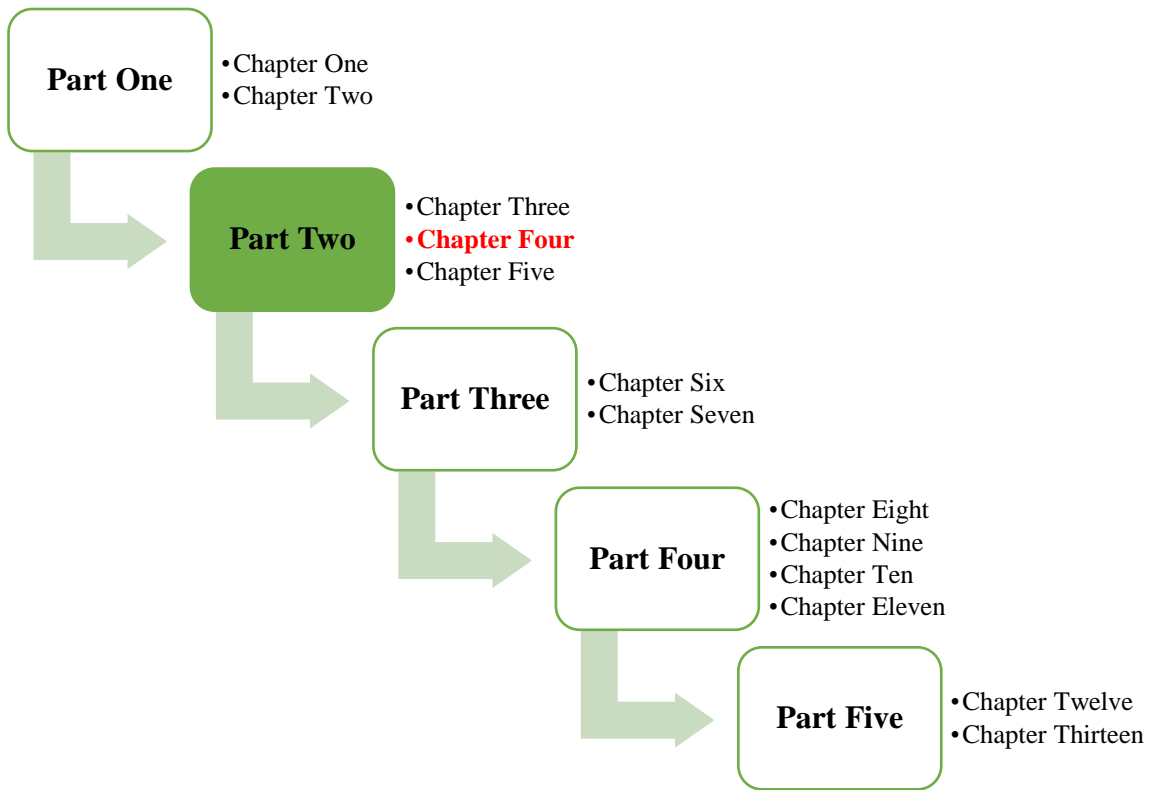 Part One
•Chapter One
•Chapter Two
Part Two
•Chapter Three
•Chapter Four
•Chapter Five
Part Three
•Chapter Six
•Chapter Seven
Part Four
•Chapter Eight
•Chapter Nine
•Chapter Ten
•Chapter Eleven
Part Five
•Chapter Twelve
•Chapter Thirteen